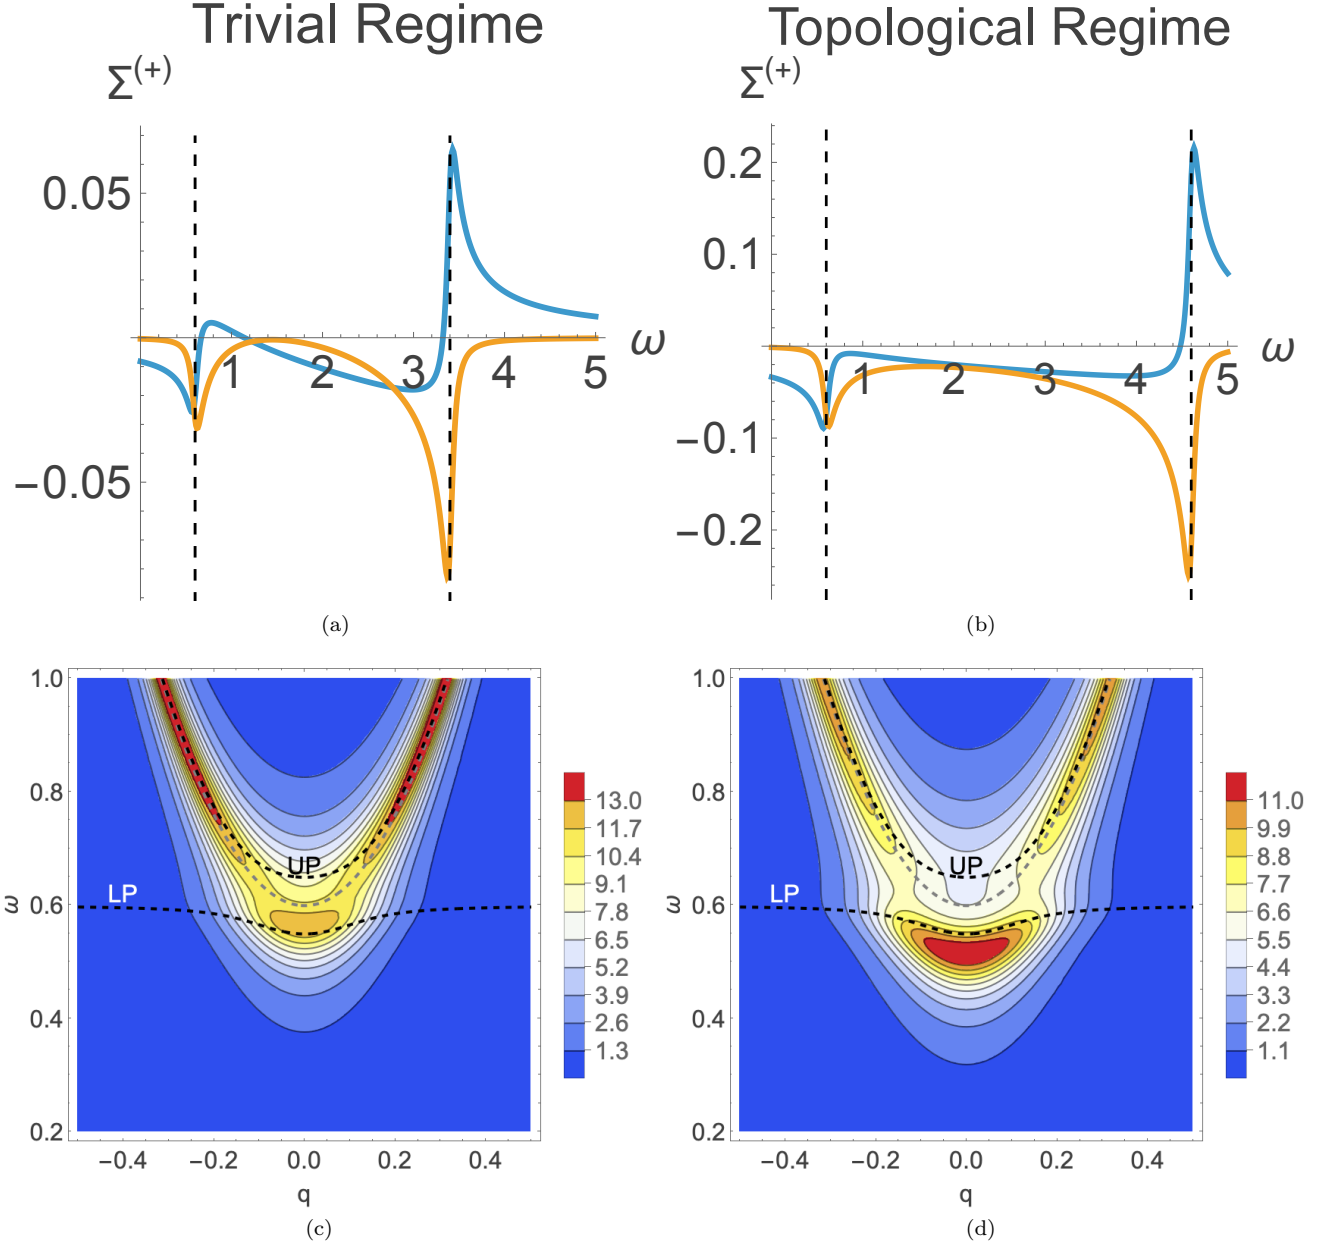 Trivial Regime
Topological Regime
Σ(+)
0.05
−0.05
1 2 3 4 5
ω
(a)
Σ(+)
0.2
0.1
−0.1
−0.2
1 2 3 4 5
ω
(b)
1.0
0.8
0.6
0.4
0.2
ω
UP
LP
−0.4 −0.2 0.0 0.2 0.4
q
13.0
11.7
10.4
9.1
7.8
6.5
5.2
3.9
2.6
1.3
(c)
1.0
0.8
0.6
0.4
0.2
ω
UP
LP
−0.4 −0.2 0.0 0.2 0.4
q
11.0
9.9
8.8
7.7
6.6
5.5
4.4
3.3
2.2
1.1
(d)